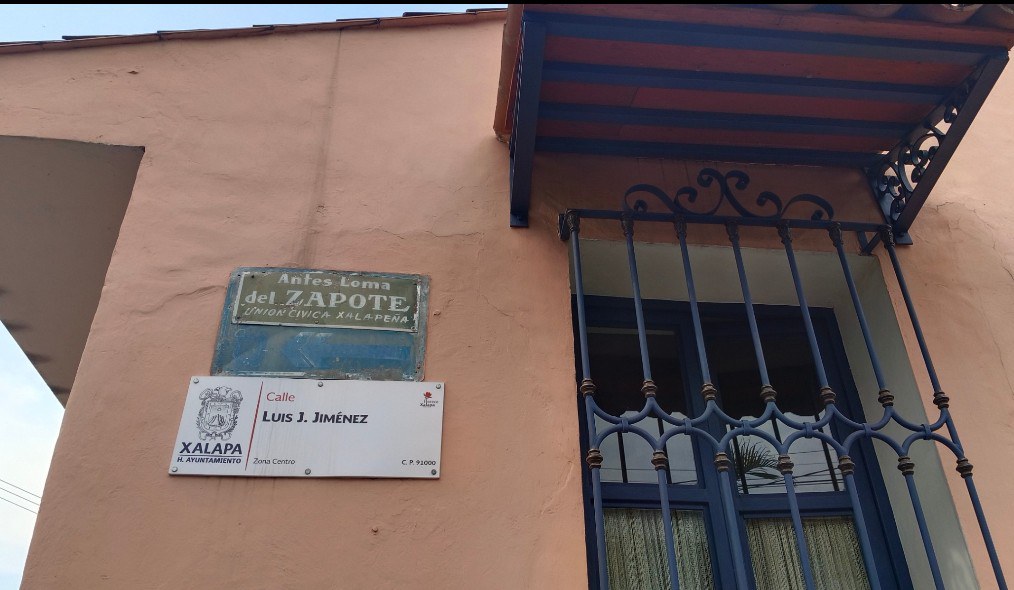 Antes Loma
del ZAPOTE
UNION CIVICA XALAPEÑA
Calle
LUIS J. JIMÉNEZ
XALAPA
H. AYUNTAMIENTO
Zona Centro
C. P. 91000